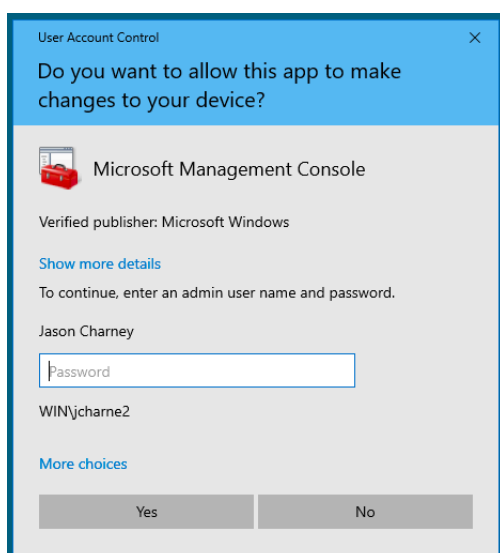 User Account Control
Do you want to allow this app to make
changes to your device?
Microsoft Management Console
Verified publisher: Microsoft Windows
Show more details
To continue, enter an admin user name and password.
Jason Charney
Password
WIN\jcharne2
More choices
Yes
No